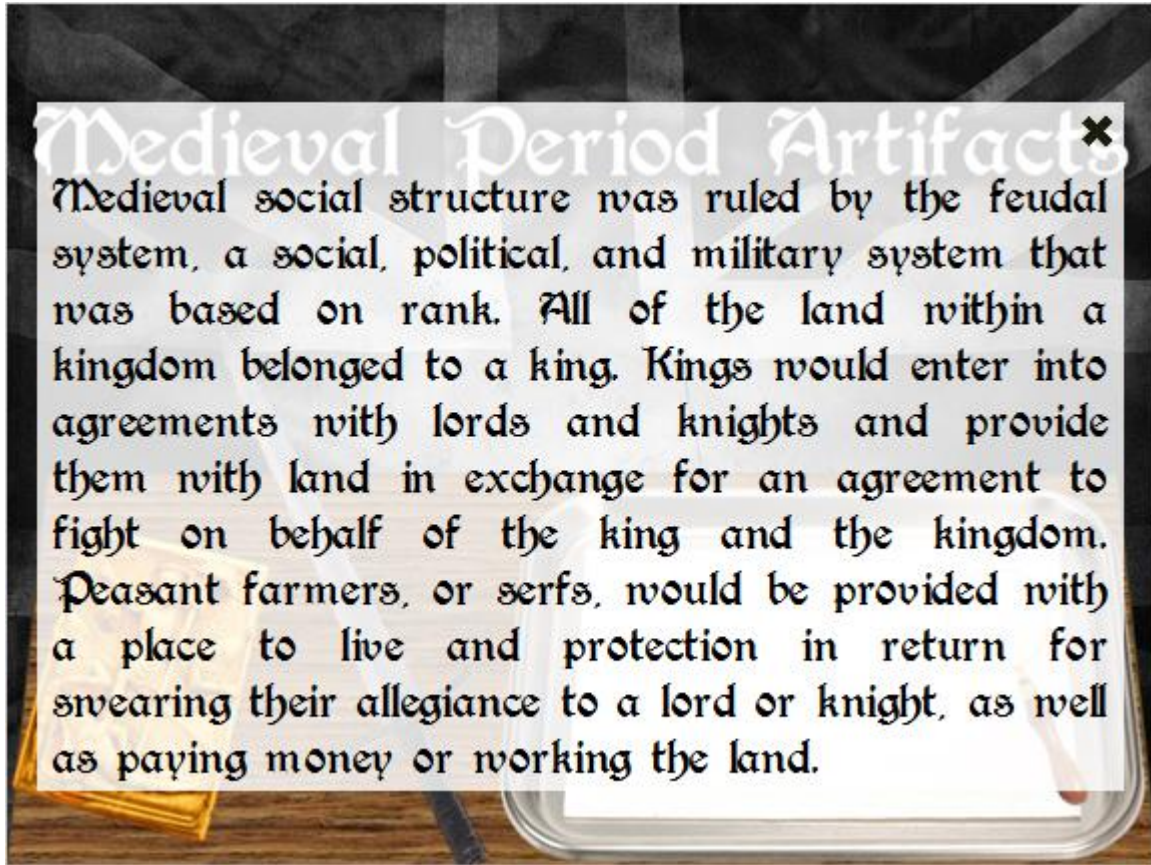 Medieval Period Artifacts
Medieval social structure was ruled by the feudal
system, a social, political, and military system that
was based on rank. All of the land within a
kingdom belonged to a king. Kings would enter into
agreements with lords and knights and provide
them with land in exchange for an agreement to
fight on behalf of the king and the kingdom.
Peasant farmers, or serfs, would be provided with
a place to live and protection in return for
swearing their allegiance to a lord or knight, as well
as paying money or working the land.